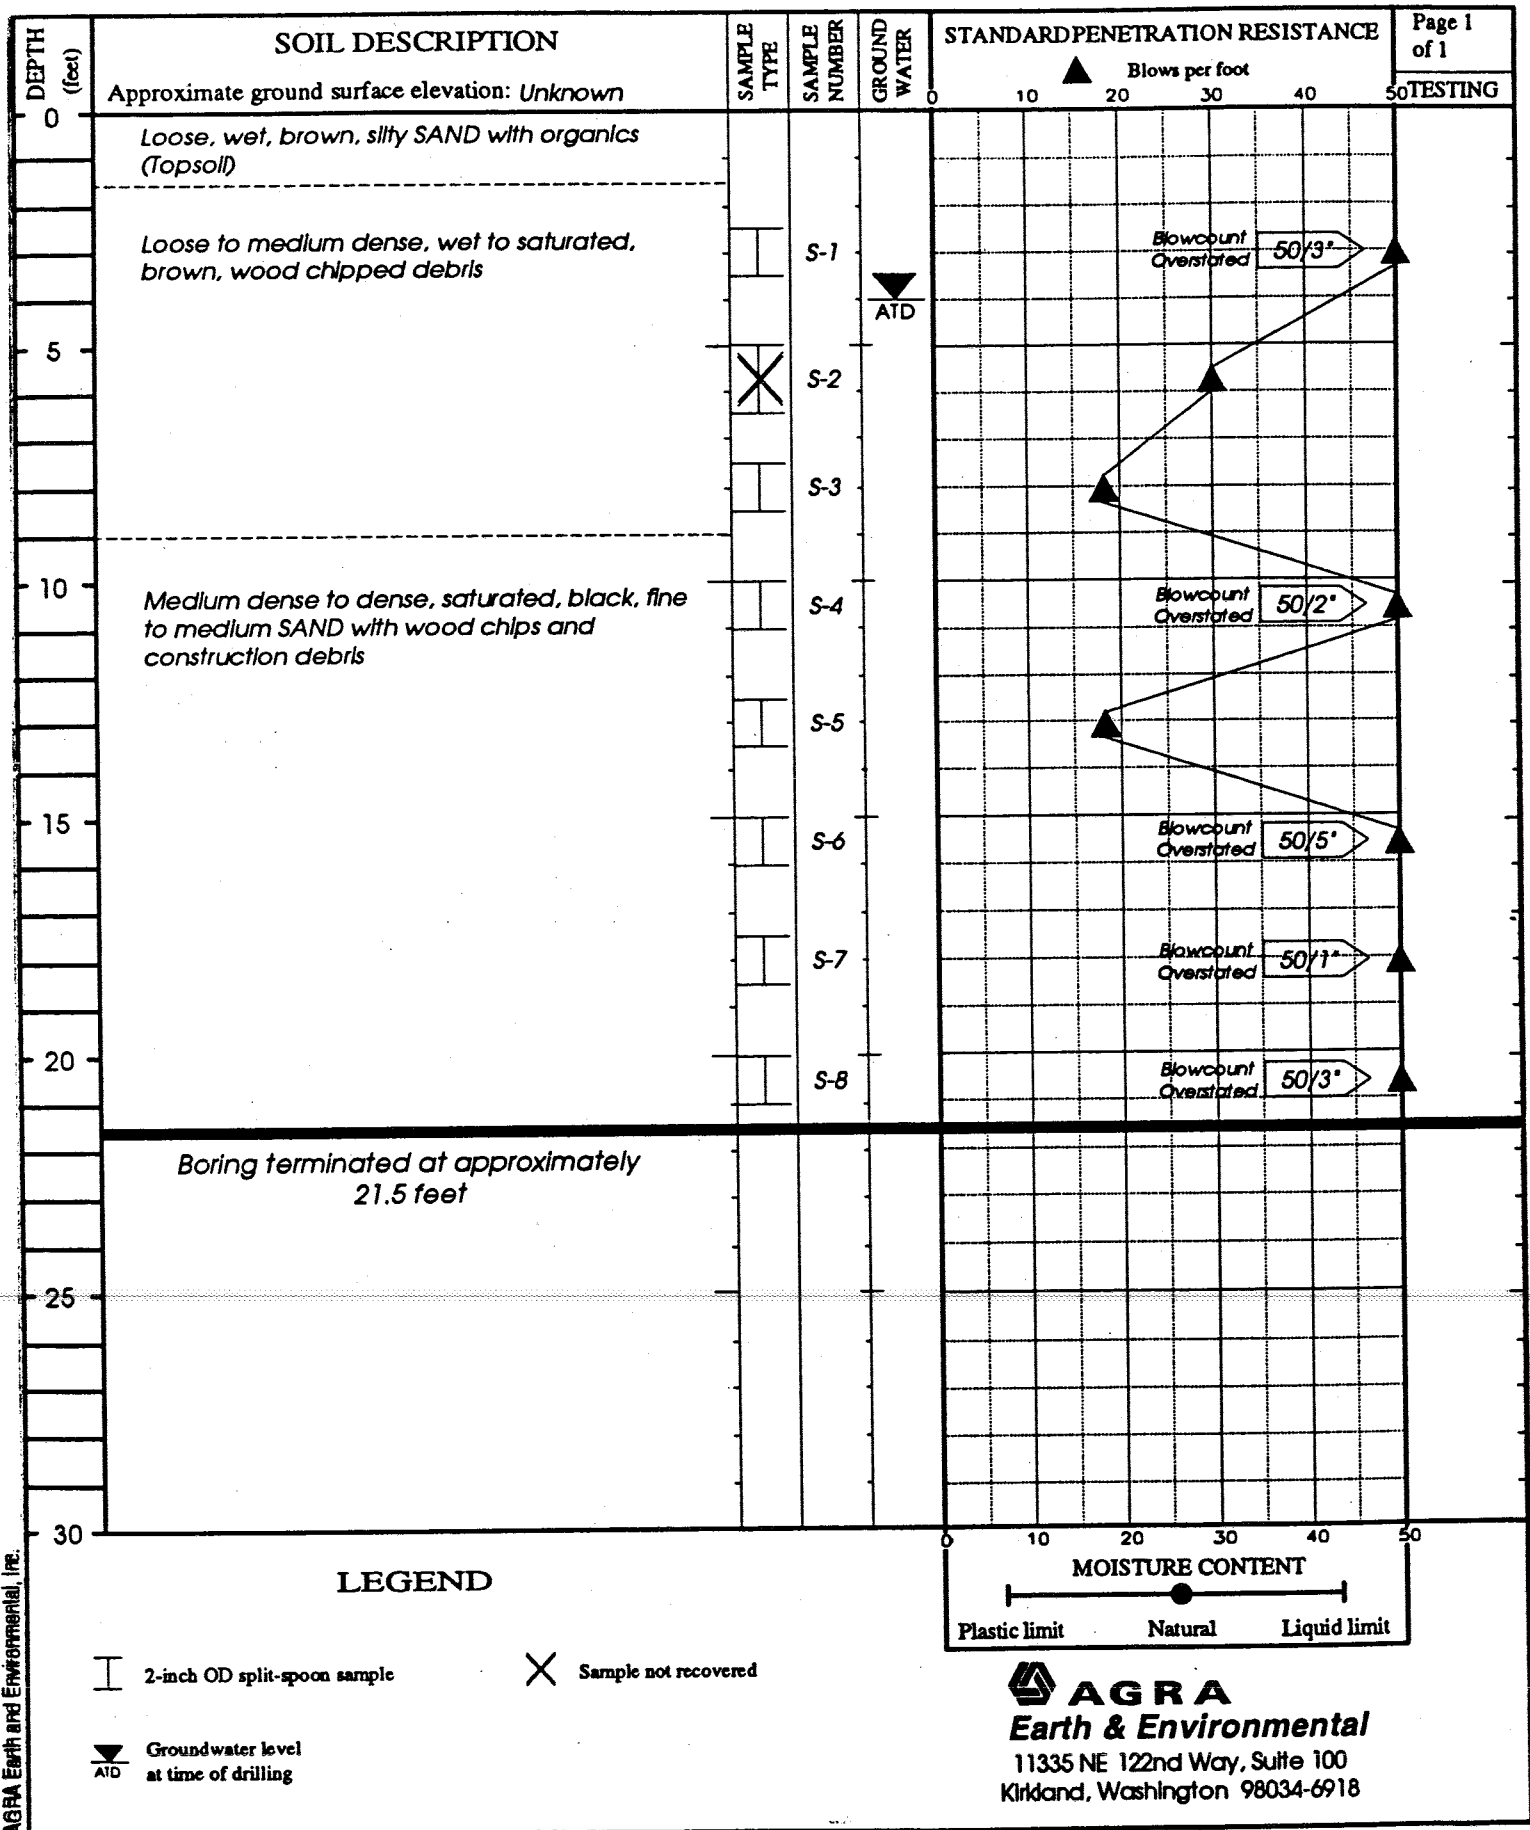 DEPTH
(feet)
SOIL DESCRIPTION
Approximate ground surface elevation: Unknown
SAMPLE
TYPE
SAMPLE
NUMBER
GROUND
WATER
STANDARD PENETRATION RESISTANCE
Blows per foot
0 10 20 30 40 50
Page 1
of 1
TESTING
0
Loose, wet, brown, silty SAND with organics
(Topsoil)
Loose to medium dense, wet to saturated,
brown, wood chipped debris
S-1
Blowcount
Overstated
50/3"
ATD
5
S-2
S-3
10
Medium dense to dense, saturated, black, fine
to medium SAND with wood chips and
construction debris
S-4
Blowcount
Overstated
50/2"
S-5
15
S-6
Blowcount
Overstated
50/5"
S-7
Blowcount
Overstated
50/1"
20
S-8
Blowcount
Overstated
50/3"
Boring terminated at approximately
21.5 feet
25
30
0 10 20 30 40 50
MOISTURE CONTENT
Plastic limit Natural Liquid limit
LEGEND
2-inch OD split-spoon sample
Sample not recovered
ATD
Groundwater level
at time of drilling
AGRA
Earth & Environmental
11335 NE 122nd Way, Suite 100
Kirkland, Washington 98034-6918
AGRA Earth and Environmental, Inc.